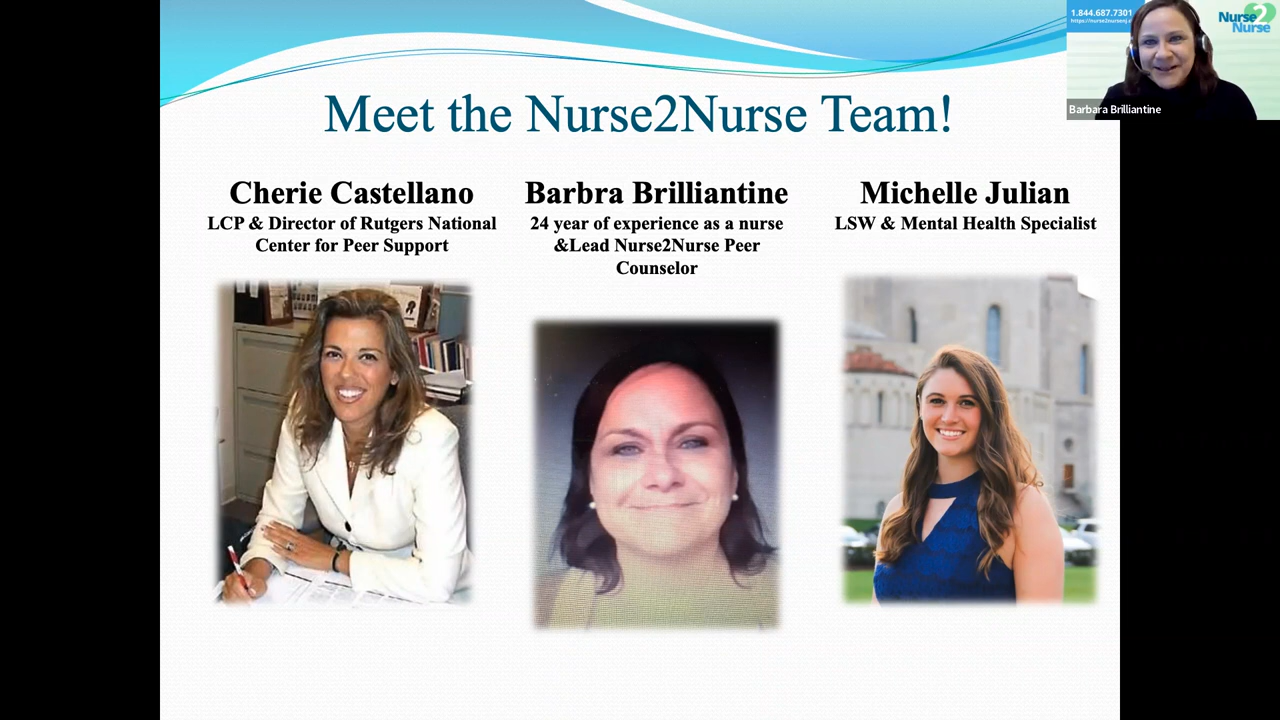 Meet the Nurse2Nurse Team!
Cherie Castellano
LCP & Director of Rutgers National
Center for Peer Support
Barbra Brilliantine
24 year of experience as a nurse
&Lead Nurse2Nurse Peer
Counselor
Michelle Julian
LSW & Mental Health Specialist
1.844.687.7301
Nurse2
Nurse
Barbara Brilliantine